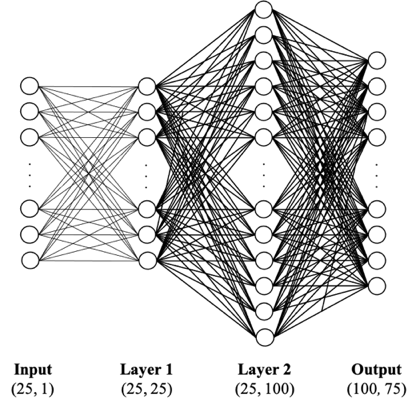 Input Layer 1 Layer 2 Output
(25, 1) (25, 25) (25, 100) (100, 75)